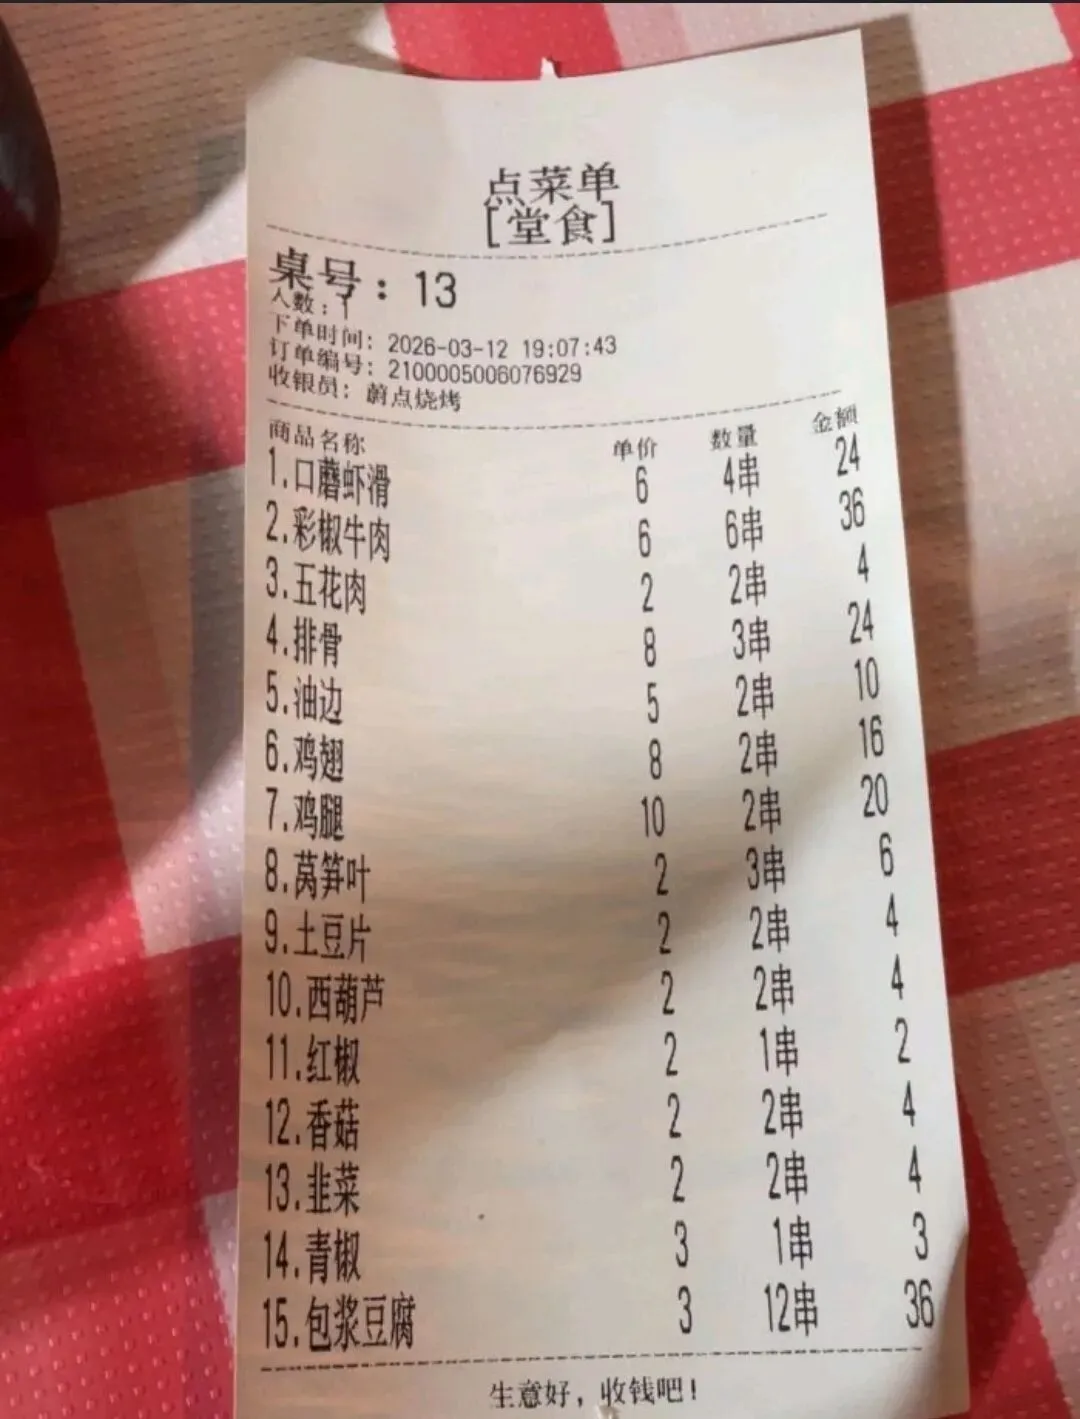 点菜单
[堂食]
桌号：13
人数：1
下单时间：2026-03-12 19:07:43
订单编号：2100005006076929
收银员：蔚点烧烤
商品名称 单价 数量 金额
1.口蘑虾滑 6 4串 24
2.彩椒牛肉 6 6串 36
3.五花肉 2 2串 4
4.排骨 8 3串 24
5.油边 5 2串 10
6.鸡翅 8 2串 16
7.鸡腿 10 2串 20
8.莴笋叶 2 3串 6
9.土豆片 2 2串 4
10.西葫芦 2 2串 4
11.红椒 2 1串 2
12.香菇 2 2串 4
13.韭菜 2 2串 4
14.青椒 3 1串 3
15.包浆豆腐 3 12串 36
生意好，收钱吧！